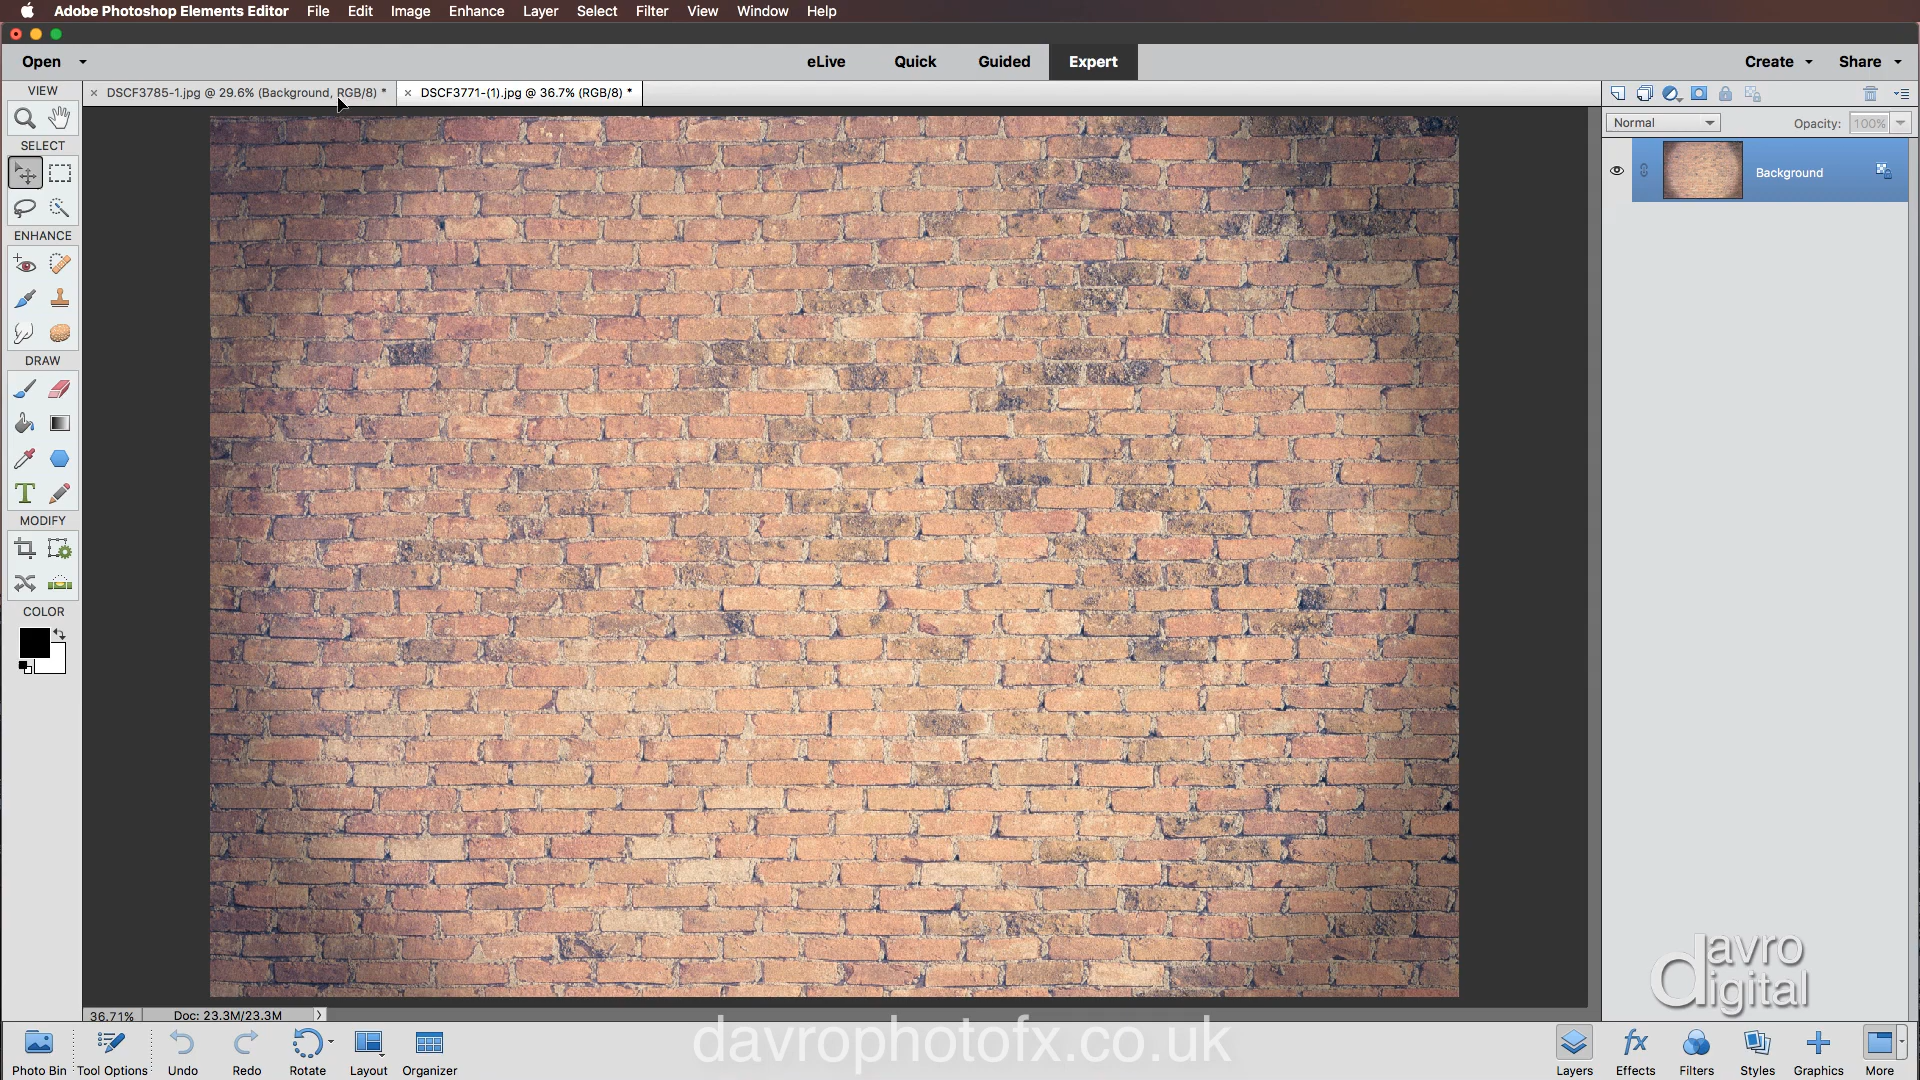 Adobe Photoshop Elements Editor File Edit Image Enhance Layer Select Filter View Window Help
Open eLive Quick Guided Expert Create Share
VIEW × DSCF3785-1.jpg @ 29.6% (Background, RGB/8) * × DSCF3771-(1).jpg @ 36.7% (RGB/8) *
Normal Opacity: 100%
SELECT
Background
ENHANCE
DRAW
T
MODIFY
COLOR
davro
digital
36.71% Doc: 23.3M/23.3M
davrophotofx.co.uk
fx
Photo Bin Tool Options Undo Redo Rotate Layout Organizer Layers Effects Filters Styles Graphics More